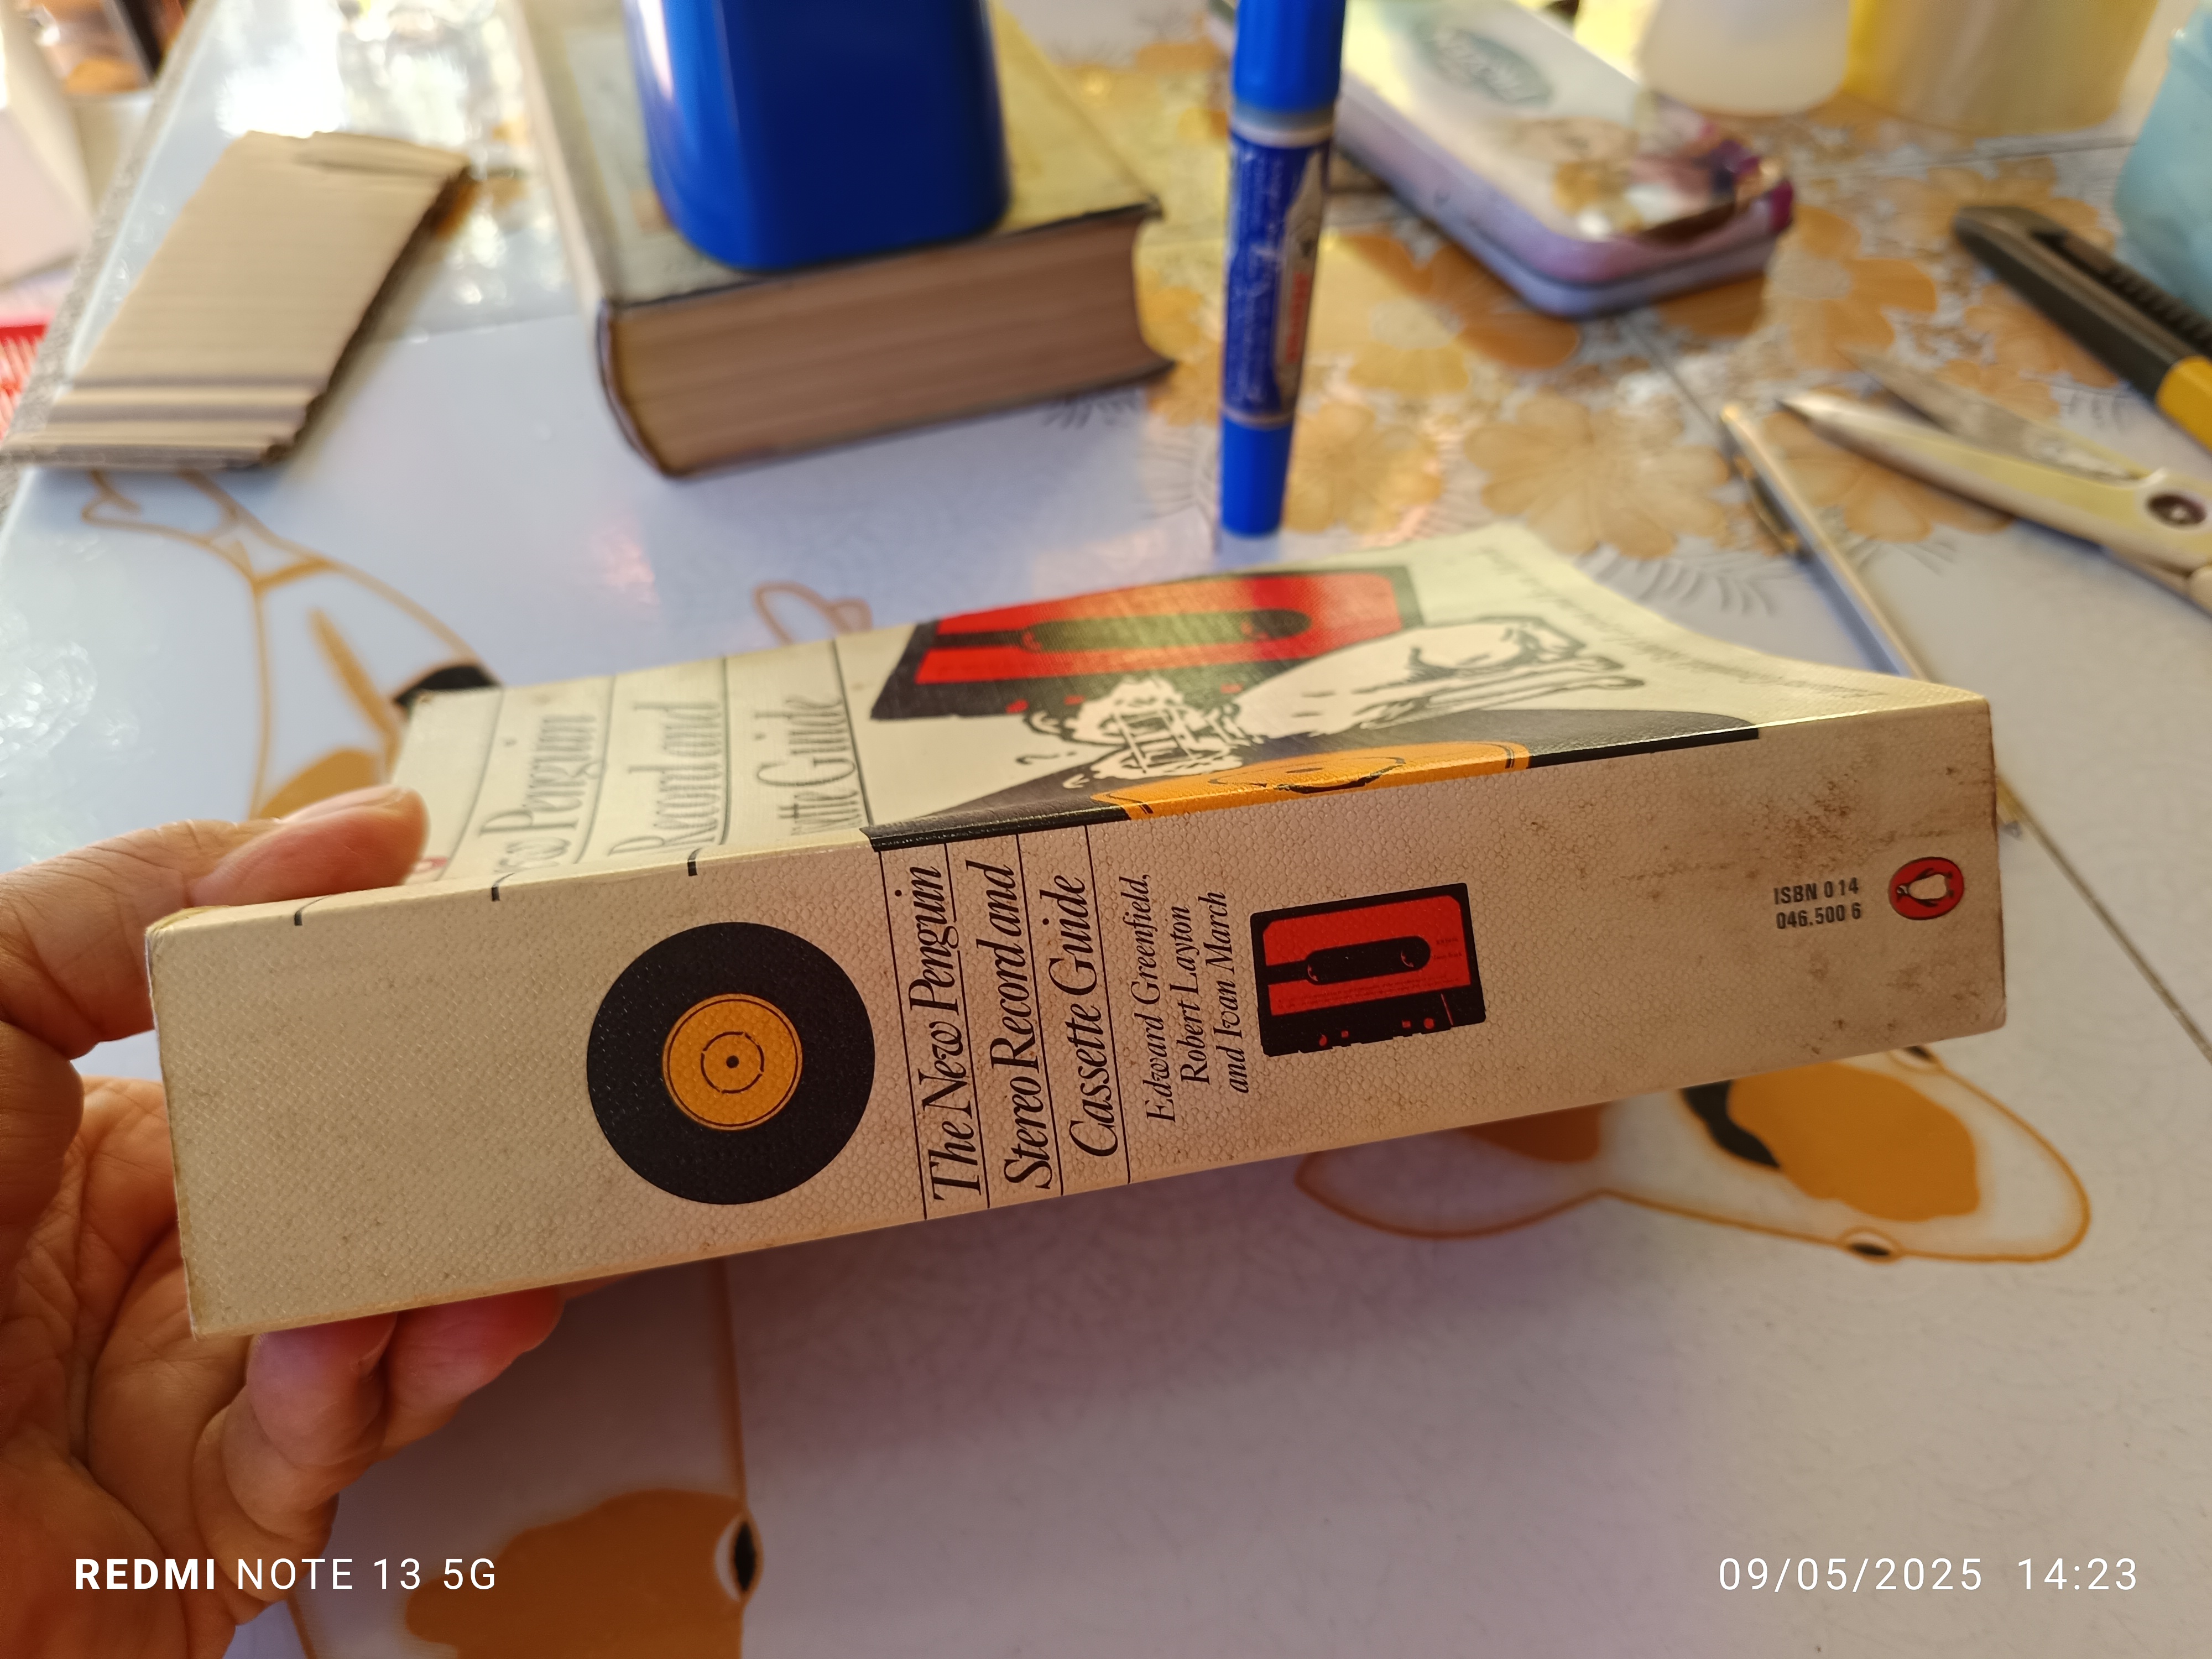 The New Penguin
Stereo Record and
Cassette Guide
Edward Greenfield,
Robert Layton
and Ivan March
ISBN 0 14
046.500 6
Penguin
Record and
Guide
REDMI NOTE 13 5G
09/05/2025 14:23